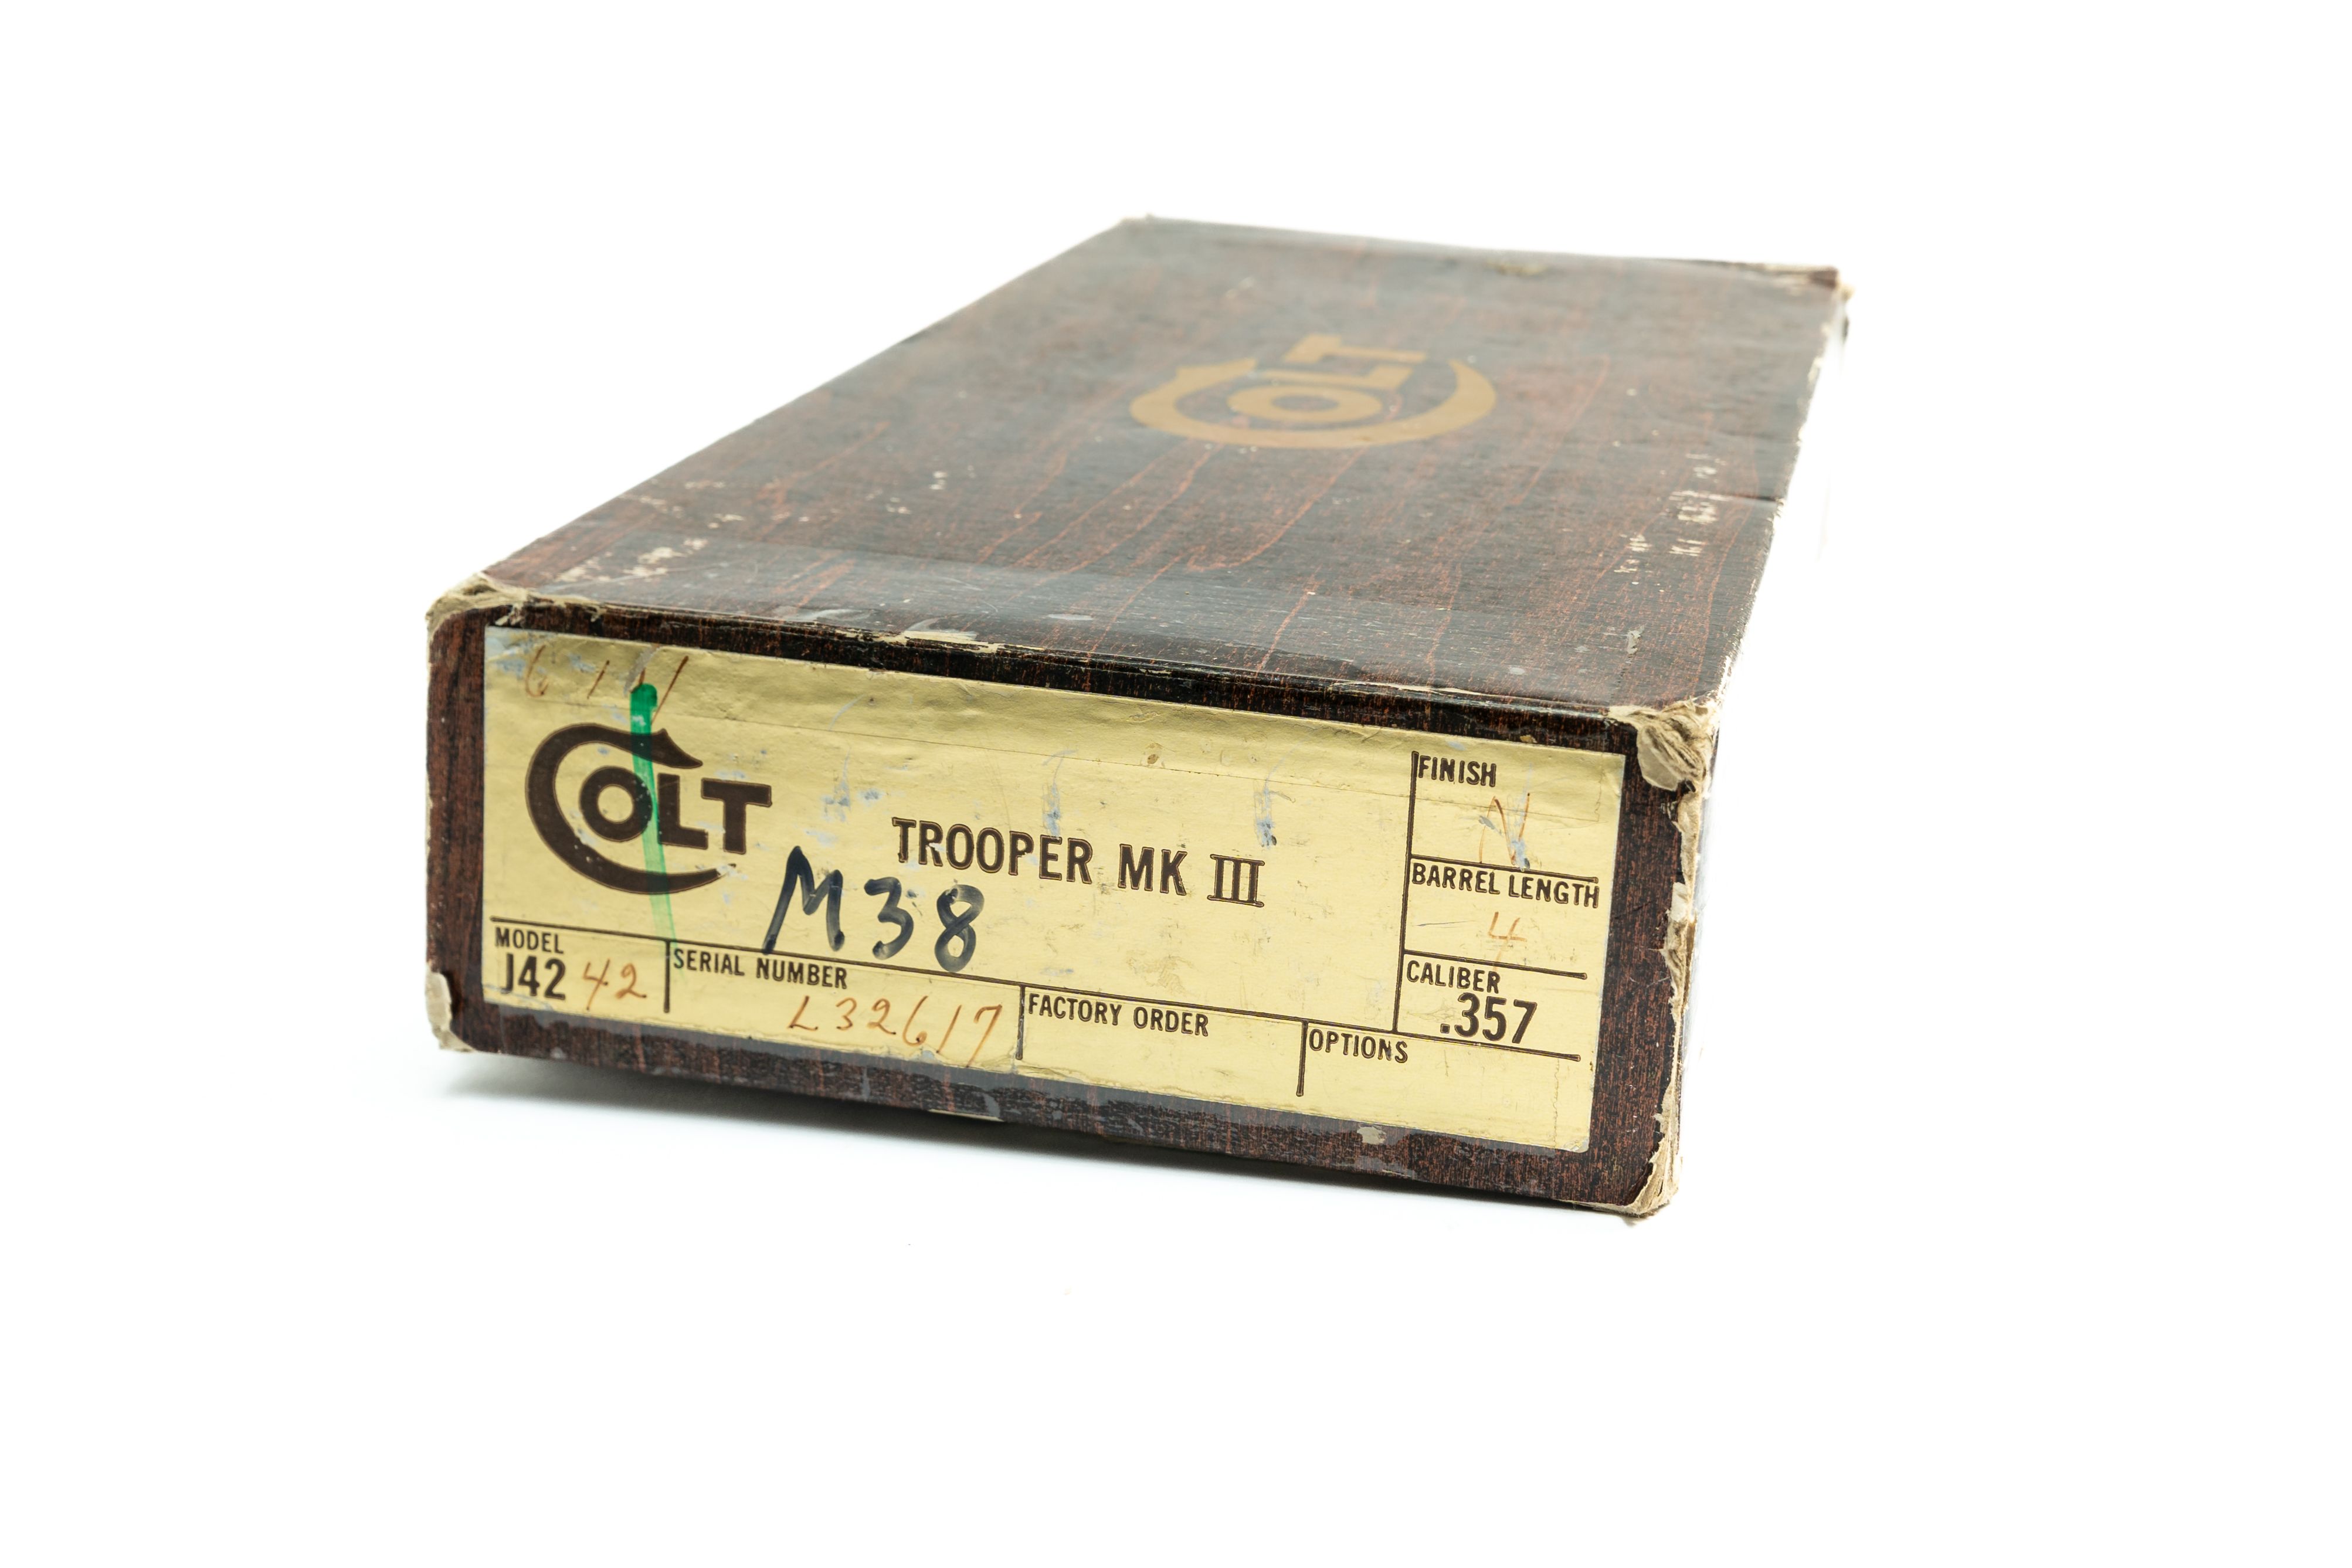 COLT
COLT
TROOPER MK III
M38
FINISH
N
BARREL LENGTH
4
CALIBER
.357
MODEL
J42 42
SERIAL NUMBER
L32617
FACTORY ORDER
OPTIONS